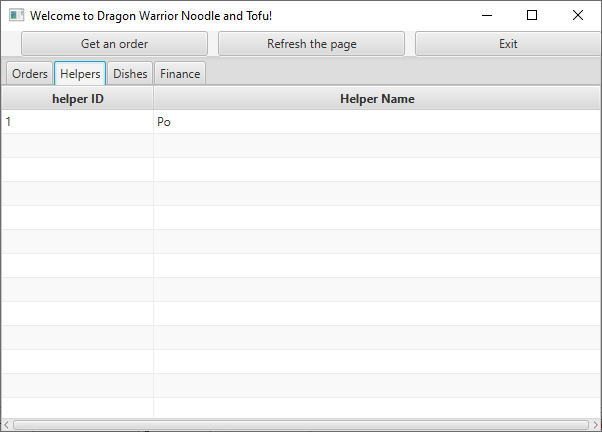 Welcome to Dragon Warrior Noodle and Tofu!
Get an order Refresh the page Exit
Orders Helpers Dishes Finance
helper ID Helper Name
1 Po